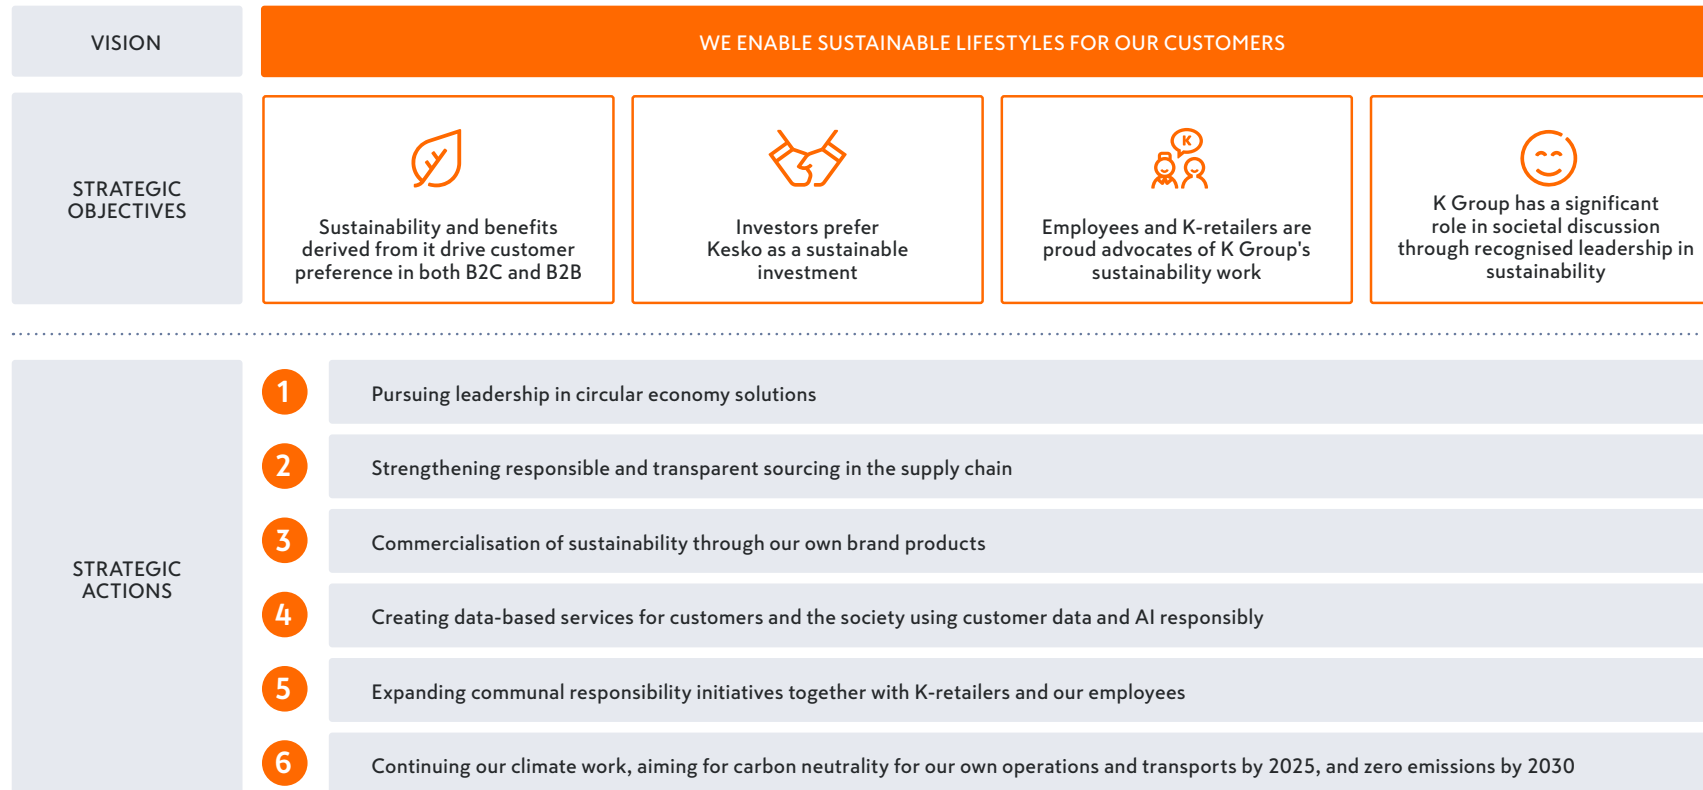 VISION
WE ENABLE SUSTAINABLE LIFESTYLES FOR OUR CUSTOMERS
STRATEGIC
OBJECTIVES
Sustainability and benefits
derived from it drive customer
preference in both B2C and B2B
Investors prefer
Kesko as a sustainable
investment
K
Employees and K-retailers are
proud advocates of K Group's
sustainability work
K Group has a significant
role in societal discussion
through recognised leadership in
sustainability
STRATEGIC
ACTIONS
1 Pursuing leadership in circular economy solutions
2 Strengthening responsible and transparent sourcing in the supply chain
3 Commercialisation of sustainability through our own brand products
4 Creating data-based services for customers and the society using customer data and AI responsibly
5 Expanding communal responsibility initiatives together with K-retailers and our employees
6 Continuing our climate work, aiming for carbon neutrality for our own operations and transports by 2025, and zero emissions by 2030